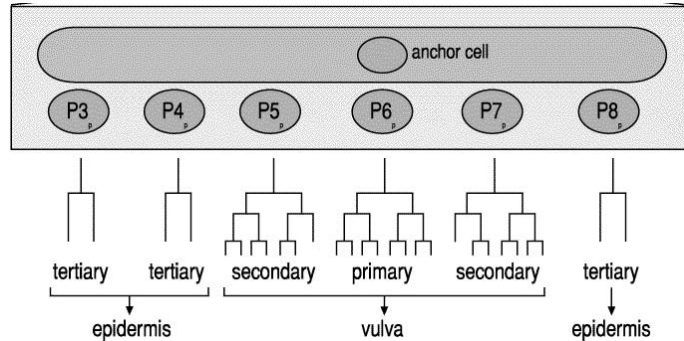 anchor cell
P3p P4p P5p P6p P7p P8p
tertiary tertiary secondary primary secondary tertiary
epidermis vulva epidermis